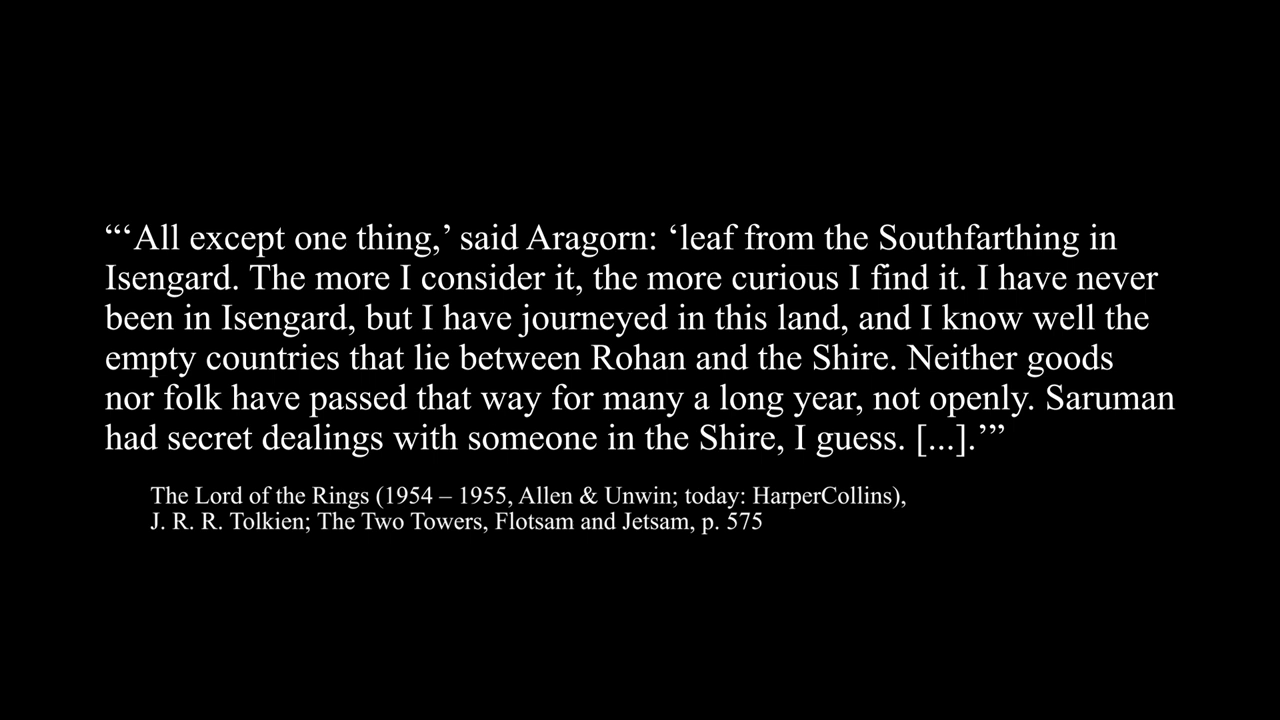 “‘All except one thing,’ said Aragorn: ‘leaf from the Southfarthing in
Isengard. The more I consider it, the more curious I find it. I have never
been in Isengard, but I have journeyed in this land, and I know well the
empty countries that lie between Rohan and the Shire. Neither goods
nor folk have passed that way for many a long year, not openly. Saruman
had secret dealings with someone in the Shire, I guess. [...].’”
The Lord of the Rings (1954 – 1955, Allen & Unwin; today: HarperCollins),
J. R. R. Tolkien; The Two Towers, Flotsam and Jetsam, p. 575